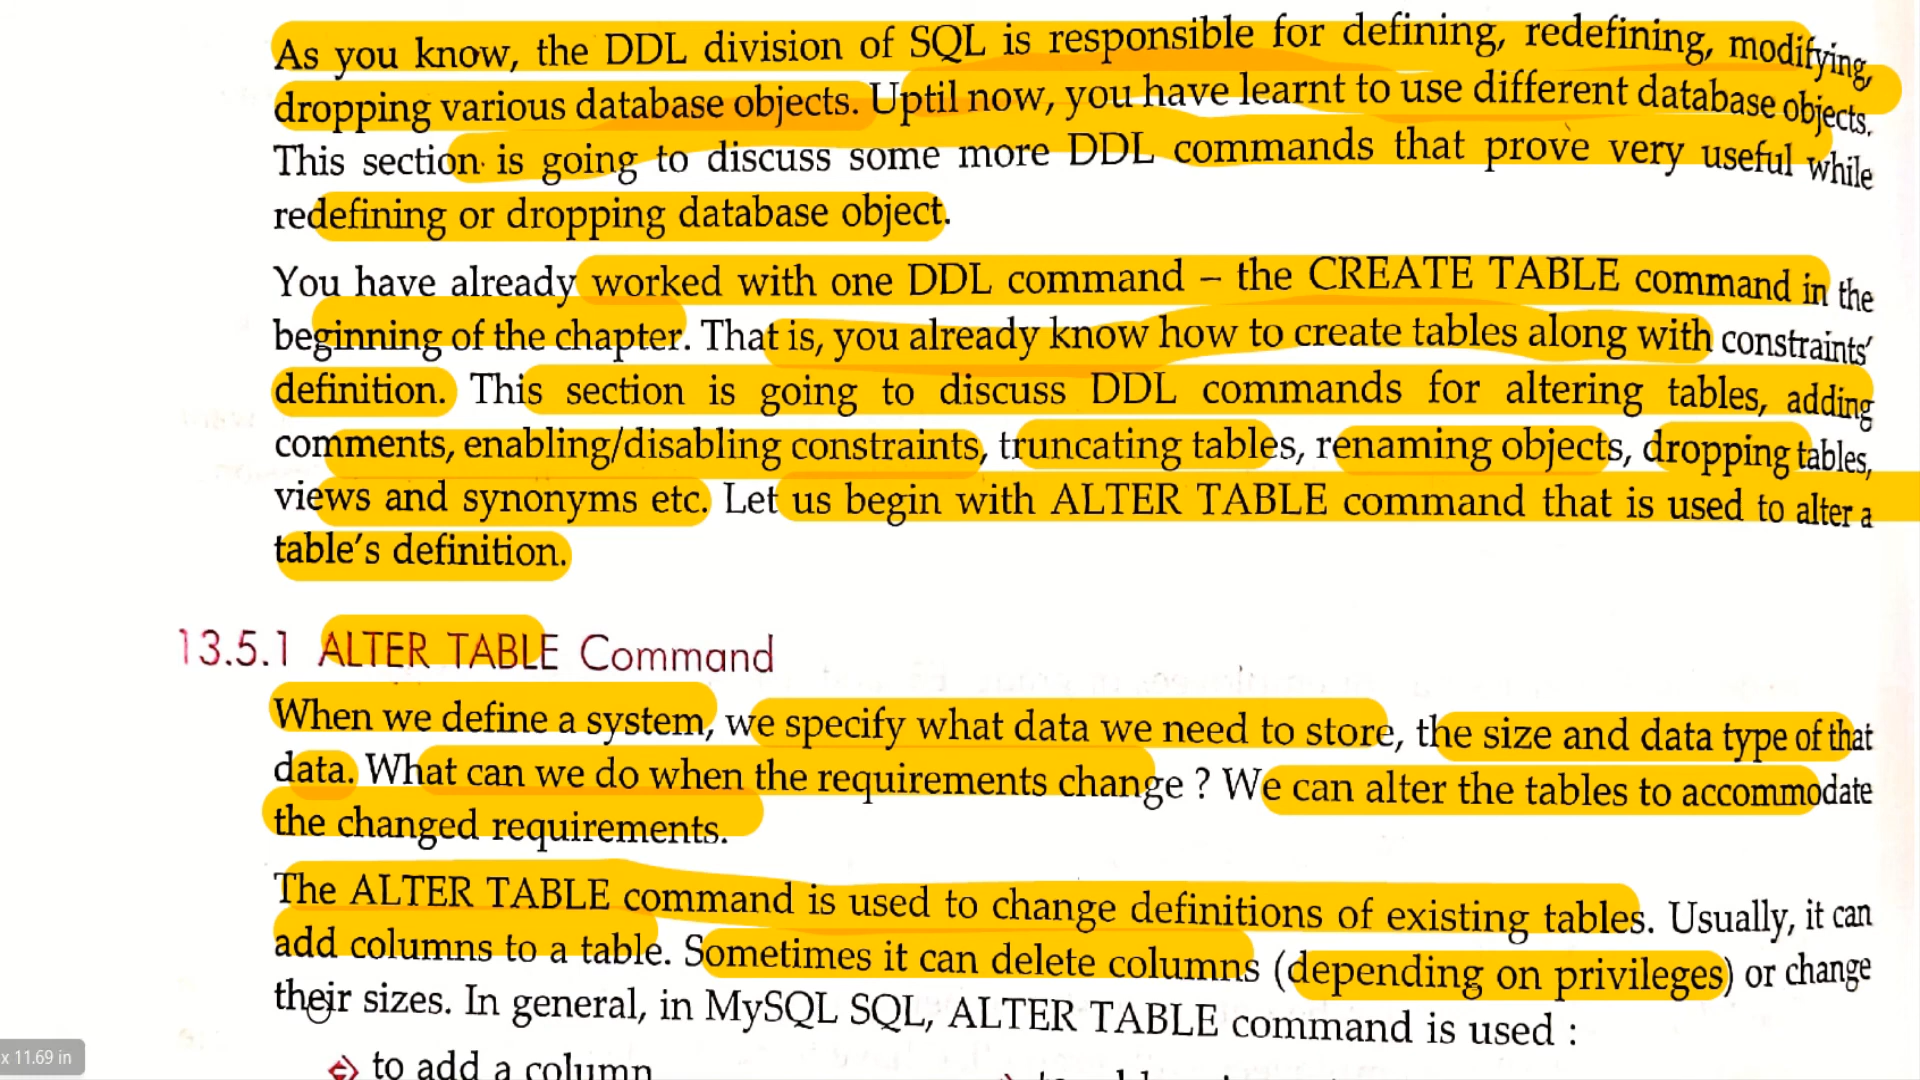 As you know, the DDL division of SQL is responsible for defining, redefining, modifying,
dropping various database objects. Uptil now, you have learnt to use different database objects.
This section is going to discuss some more DDL commands that prove very useful while
redefining or dropping database object.
You have already worked with one DDL command – the CREATE TABLE command in the
beginning of the chapter. That is, you already know how to create tables along with constraints'
definition. This section is going to discuss DDL commands for altering tables, adding
comments, enabling/disabling constraints, truncating tables, renaming objects, dropping tables,
views and synonyms etc. Let us begin with ALTER TABLE command that is used to alter a
table's definition.
13.5.1 ALTER TABLE Command
When we define a system, we specify what data we need to store, the size and data type of that
data. What can we do when the requirements change ? We can alter the tables to accommodate
the changed requirements.
The ALTER TABLE command is used to change definitions of existing tables. Usually, it can
add columns to a table. Sometimes it can delete columns (depending on privileges) or change
their sizes. In general, in MySQL SQL, ALTER TABLE command is used :
x 11.69 in
to add a column